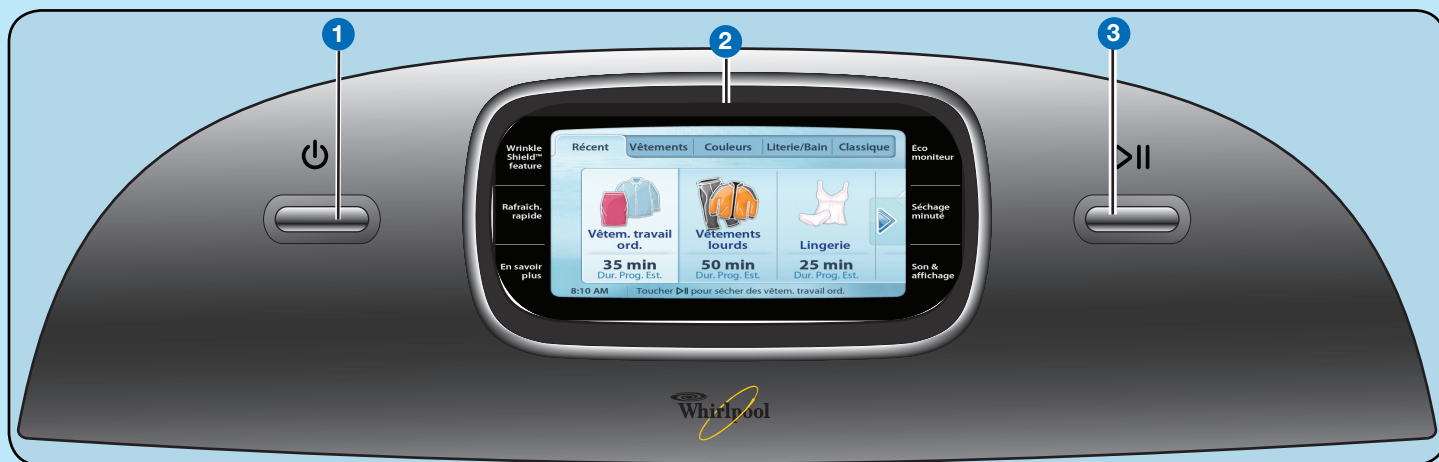 1
2
3
Wrinkle
Shield™
feature
Rafraîch.
rapide
En savoir
plus
Récent
Vêtements
Couleurs
Literie/Bain
Classique
Vêtem. travail
ord.
35 min
Dur. Prog. Est.
Vêtements
lourds
50 min
Dur. Prog. Est.
Lingerie
25 min
Dur. Prog. Est.
8:10 AM
Toucher ▷II pour sécher des vêtem. travail ord.
Éco
moniteur
Séchage
minuté
Son &
affichage
Whirlpool